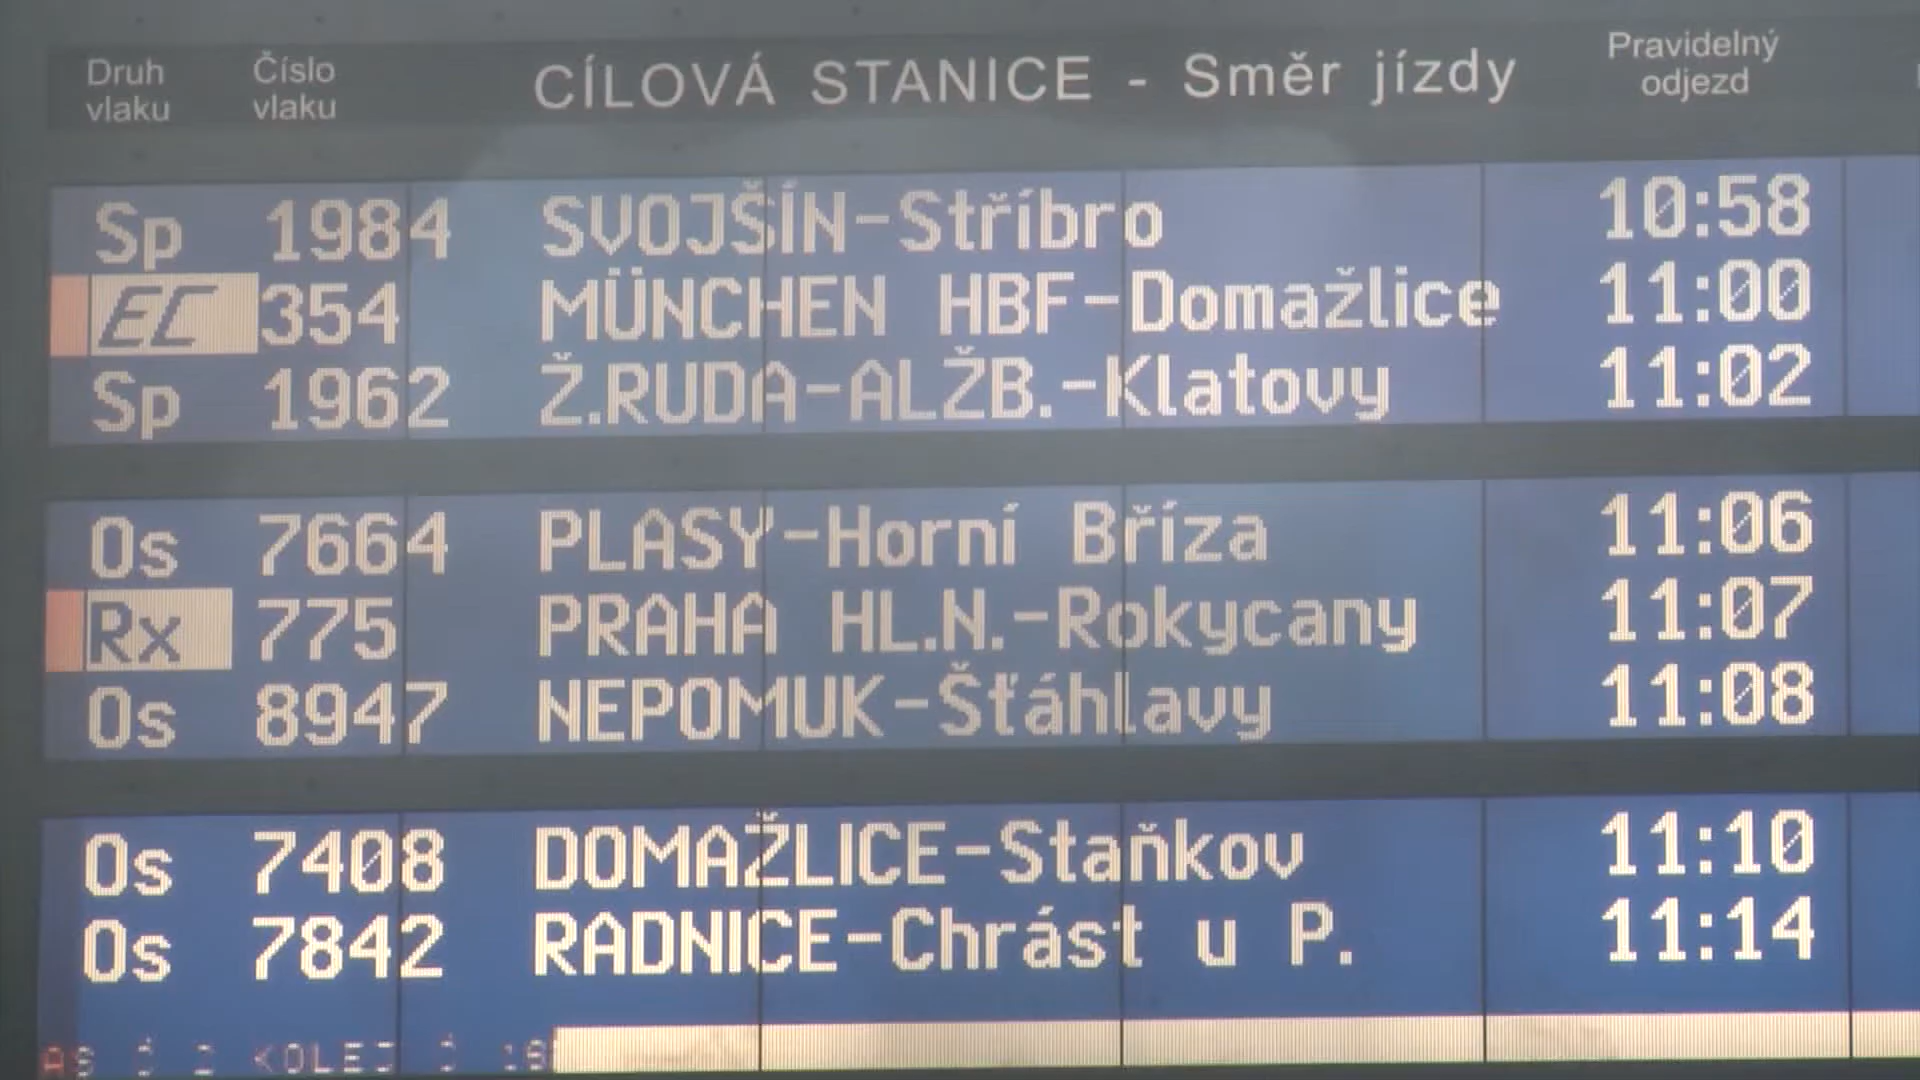 Druh vlaku Číslo vlaku CÍLOVÁ STANICE - Směr jízdy Pravidelný odjezd
Sp 1984 SVOJŠÍN-Stříbro 10:58
EC 354 MÜNCHEN HBF-Domažlice 11:00
Sp 1962 Ž.RUDA-ALŽB.-Klatovy 11:02
Os 7664 PLASY-Horní Bříza 11:06
Rx 775 PRAHA HL.N.-Rokycany 11:07
Os 8947 NEPOMUK-Šťáhlavy 11:08
Os 7408 DOMAŽLICE-Staňkov 11:10
Os 7842 RADNICE-Chrást u P. 11:14